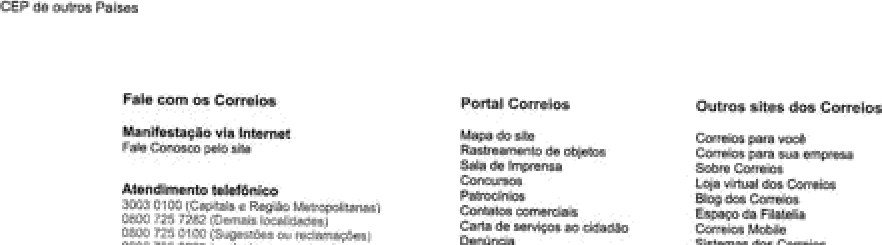 CEP de outros Países
Fale com os Correios
Manifestação via Internet
Fale Conosco pelo site
Atendimento telefônico
3003 0100 (Capitais e Região Metropolitanas)
0800 725 7282 (Demais localidades)
0800 725 0100 (Sugestões ou reclamações)
Portal Correios
Mapa do site
Rastreamento de objetos
Sala de Imprensa
Concursos
Patrocínios
Contatos comerciais
Carta de serviços ao cidadão
Denúncia
Outros sites dos Correios
Correios para você
Correios para sua empresa
Sobre Correios
Loja virtual dos Correios
Blog dos Correios
Espaço da Filatelia
Correios Mobile
Sistemas dos Correios